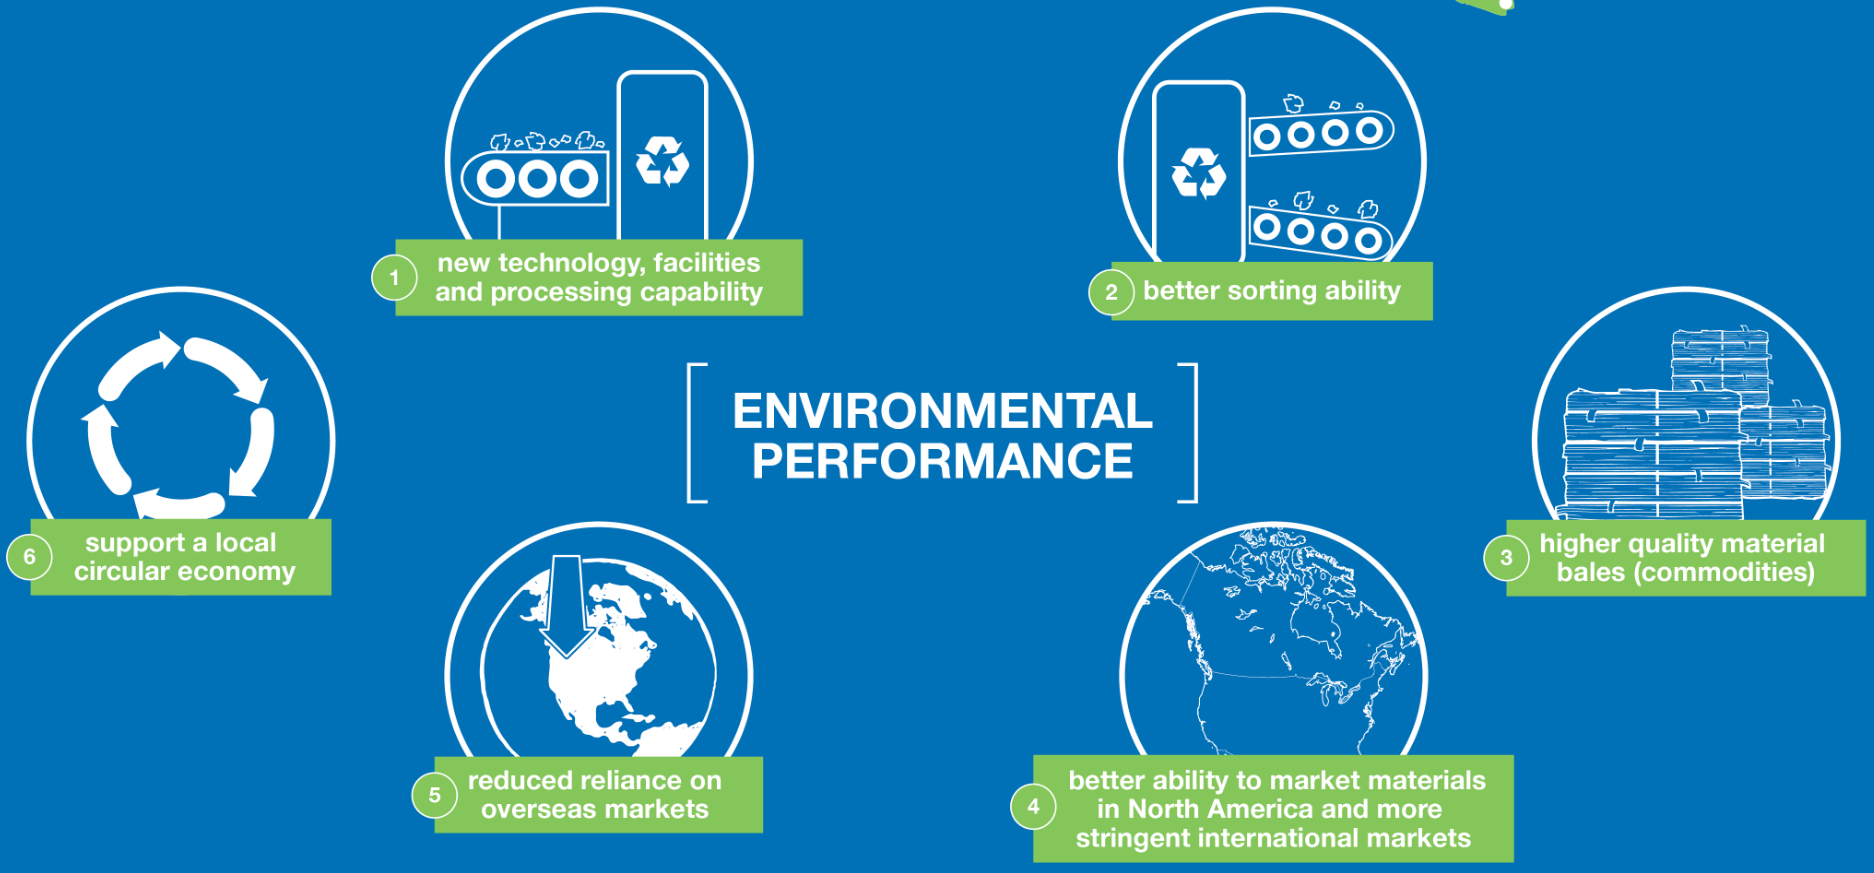 1
new technology, facilities
and processing capability
2
better sorting ability
ENVIRONMENTAL
PERFORMANCE
3
higher quality material
bales (commodities)
4
better ability to market materials
in North America and more
stringent international markets
5
reduced reliance on
overseas markets
6
support a local
circular economy